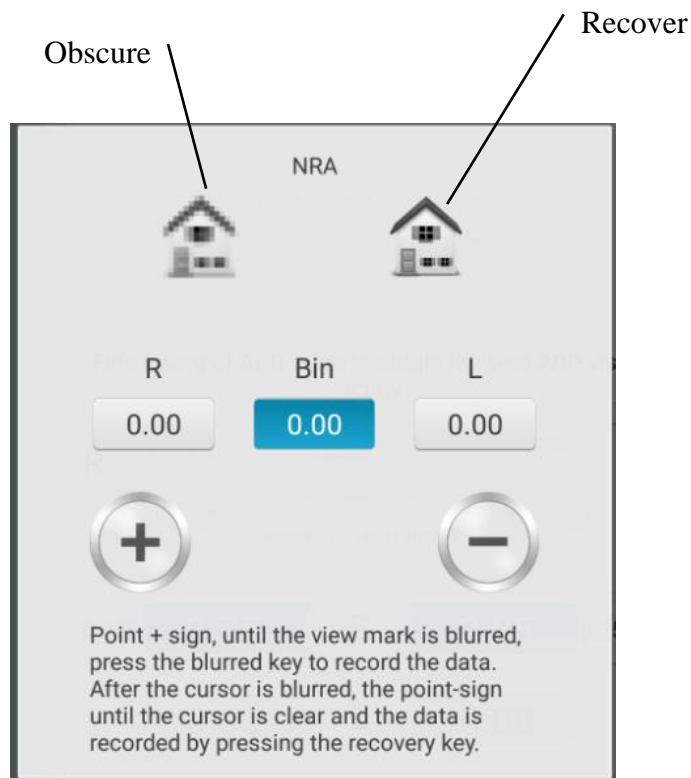 Recover
Obscure
NRA
R Bin L
0.00 0.00 0.00
+ −
Point + sign, until the view mark is blurred,
press the blurred key to record the data.
After the cursor is blurred, the point-sign
until the cursor is clear and the data is
recorded by pressing the recovery key.